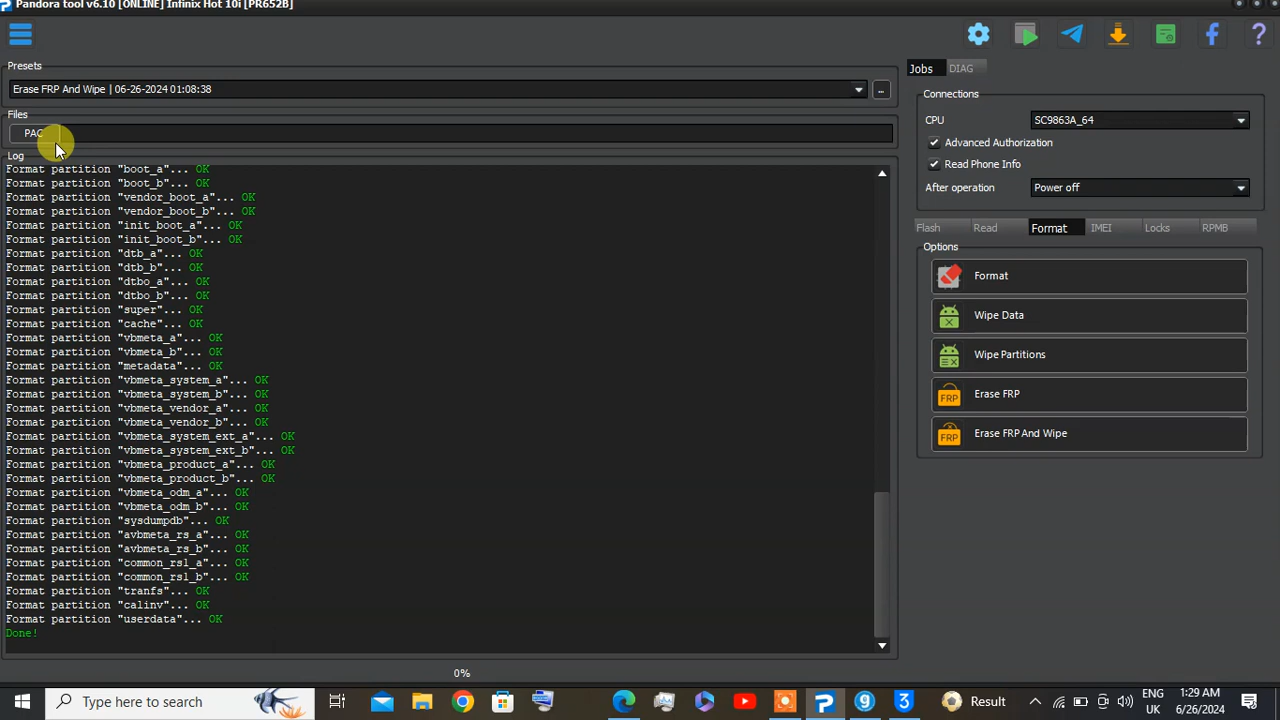 Pandora tool v6.10 [ONLINE] Infinix Hot 10i [PR652B]
Presets
Erase FRP And Wipe | 06-26-2024 01:08:38
...
Files
PAC
Log
Format partition "boot_a"... OK
Format partition "boot_b"... OK
Format partition "vendor_boot_a"... OK
Format partition "vendor_boot_b"... OK
Format partition "init_boot_a"... OK
Format partition "init_boot_b"... OK
Format partition "dtb_a"... OK
Format partition "dtb_b"... OK
Format partition "dtbo_a"... OK
Format partition "dtbo_b"... OK
Format partition "super"... OK
Format partition "cache"... OK
Format partition "vbmeta_a"... OK
Format partition "vbmeta_b"... OK
Format partition "metadata"... OK
Format partition "vbmeta_system_a"... OK
Format partition "vbmeta_system_b"... OK
Format partition "vbmeta_vendor_a"... OK
Format partition "vbmeta_vendor_b"... OK
Format partition "vbmeta_system_ext_a"... OK
Format partition "vbmeta_system_ext_b"... OK
Format partition "vbmeta_product_a"... OK
Format partition "vbmeta_product_b"... OK
Format partition "vbmeta_odm_a"... OK
Format partition "vbmeta_odm_b"... OK
Format partition "sysdumpdb"... OK
Format partition "avbmeta_rs_a"... OK
Format partition "avbmeta_rs_b"... OK
Format partition "common_rs1_a"... OK
Format partition "common_rs1_b"... OK
Format partition "tranfs"... OK
Format partition "calinv"... OK
Format partition "userdata"... OK
Done!
0%
Jobs DIAG
Connections
CPU SC9863A_64
Advanced Authorization
Read Phone Info
After operation Power off
Flash Read Format IMEI Locks RPMB
Options
Format
Wipe Data
Wipe Partitions
FRP Erase FRP
FRP Erase FRP And Wipe
Type here to search
Result
ENG
UK
1:29 AM
6/26/2024